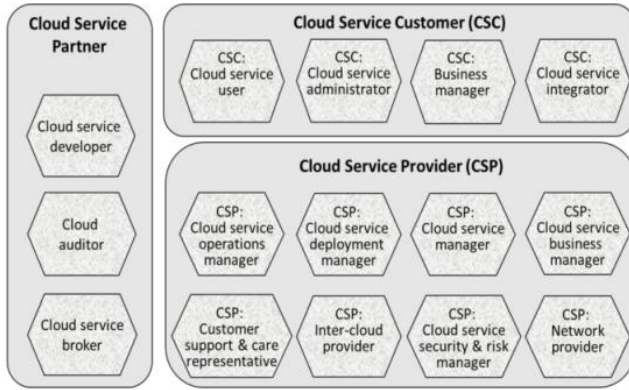 Cloud Service
Partner
Cloud service
developer
Cloud
auditor
Cloud service
broker
Cloud Service Customer (CSC)
CSC:
Cloud service
user
CSC:
Cloud service
administrator
CSC:
Business
manager
CSC:
Cloud service
integrator
Cloud Service Provider (CSP)
CSP:
Cloud service
operations
manager
CSP:
Cloud service
deployment
manager
CSP:
Cloud service
manager
CSP:
Cloud service
business
manager
CSP:
Customer
support & care
representative
CSP:
Inter-cloud
provider
CSP:
Cloud service
security & risk
manager
CSP:
Network
provider